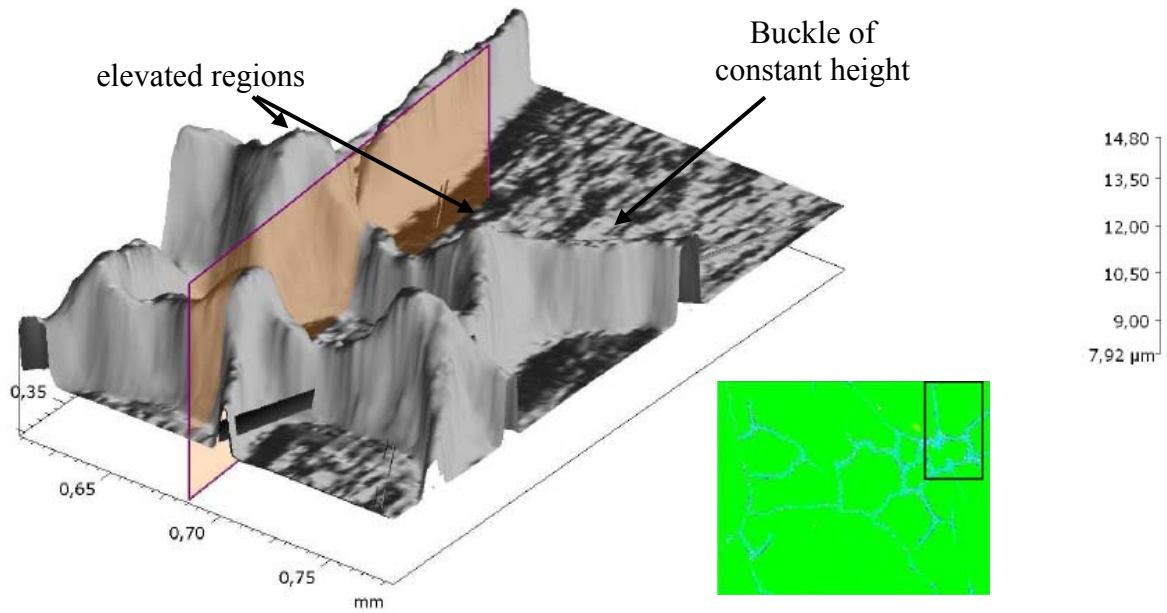 Buckle of
constant height
elevated regions
14,80
13,50
12,00
10,50
9,00
7,92 µm
0,35
0,65
0,70
0,75
mm